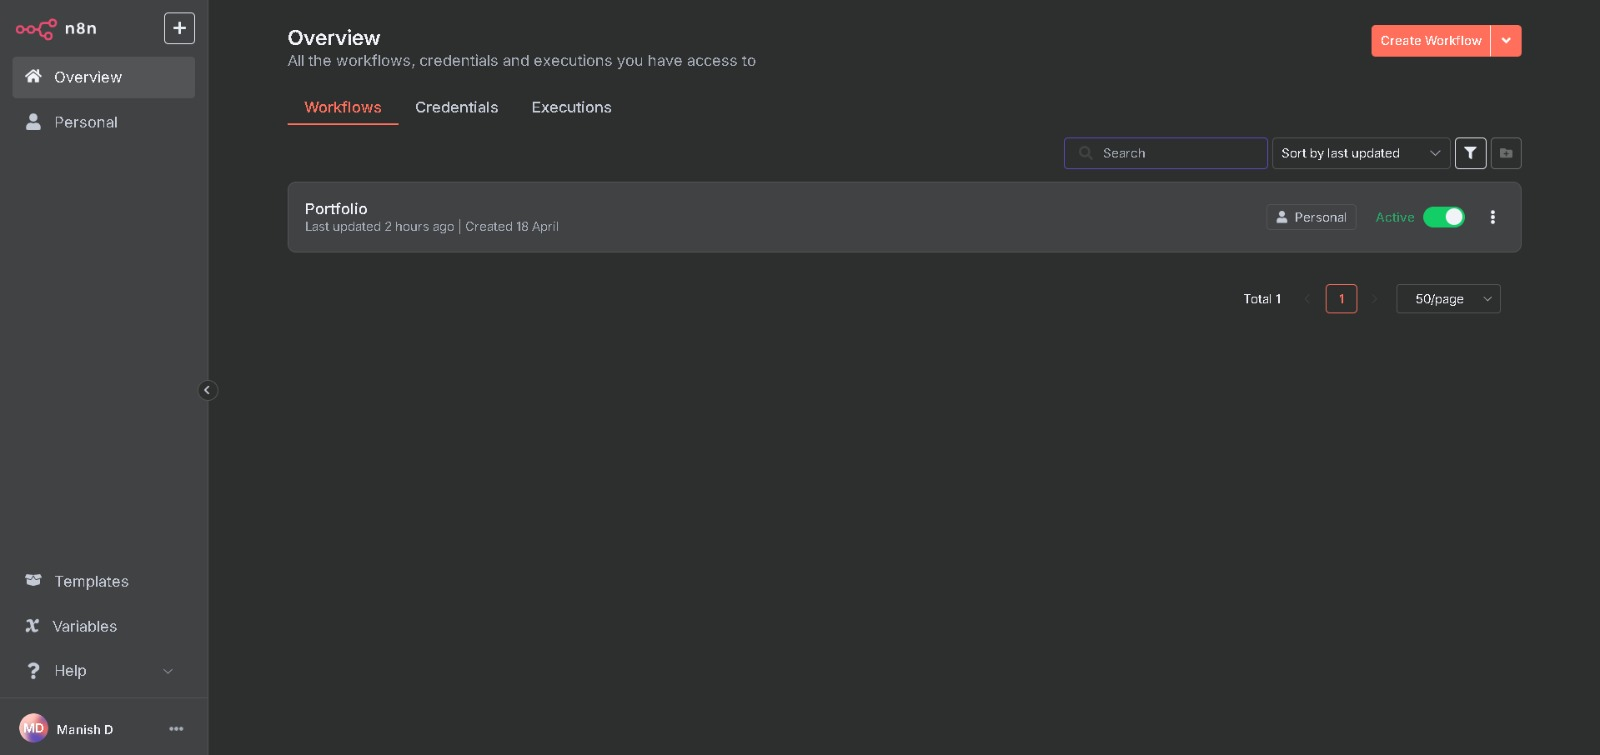 n8n
Overview
Personal
Templates
Variables
Help
MD
Manish D
Overview
All the workflows, credentials and executions you have access to
Create Workflow
Workflows
Credentials
Executions
Search
Sort by last updated
Portfolio
Last updated 2 hours ago | Created 18 April
Personal
Active
Total 1
1
50/page